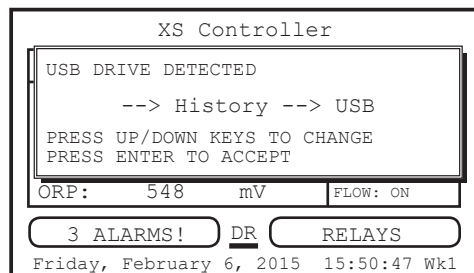 XS Controller
USB DRIVE DETECTED
--> History --> USB
PRESS UP/DOWN KEYS TO CHANGE
PRESS ENTER TO ACCEPT
ORP: 548 mV FLOW: ON
3 ALARMS! DR RELAYS
Friday, February 6, 2015 15:50:47 Wk1